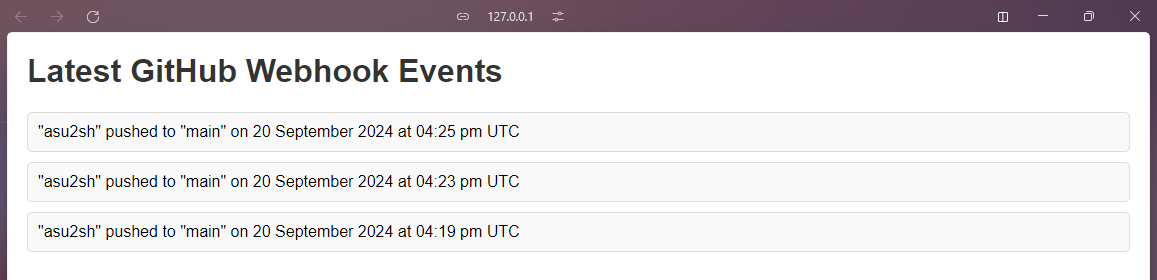 127.0.0.1
Latest GitHub Webhook Events
"asu2sh" pushed to "main" on 20 September 2024 at 04:25 pm UTC
"asu2sh" pushed to "main" on 20 September 2024 at 04:23 pm UTC
"asu2sh" pushed to "main" on 20 September 2024 at 04:19 pm UTC